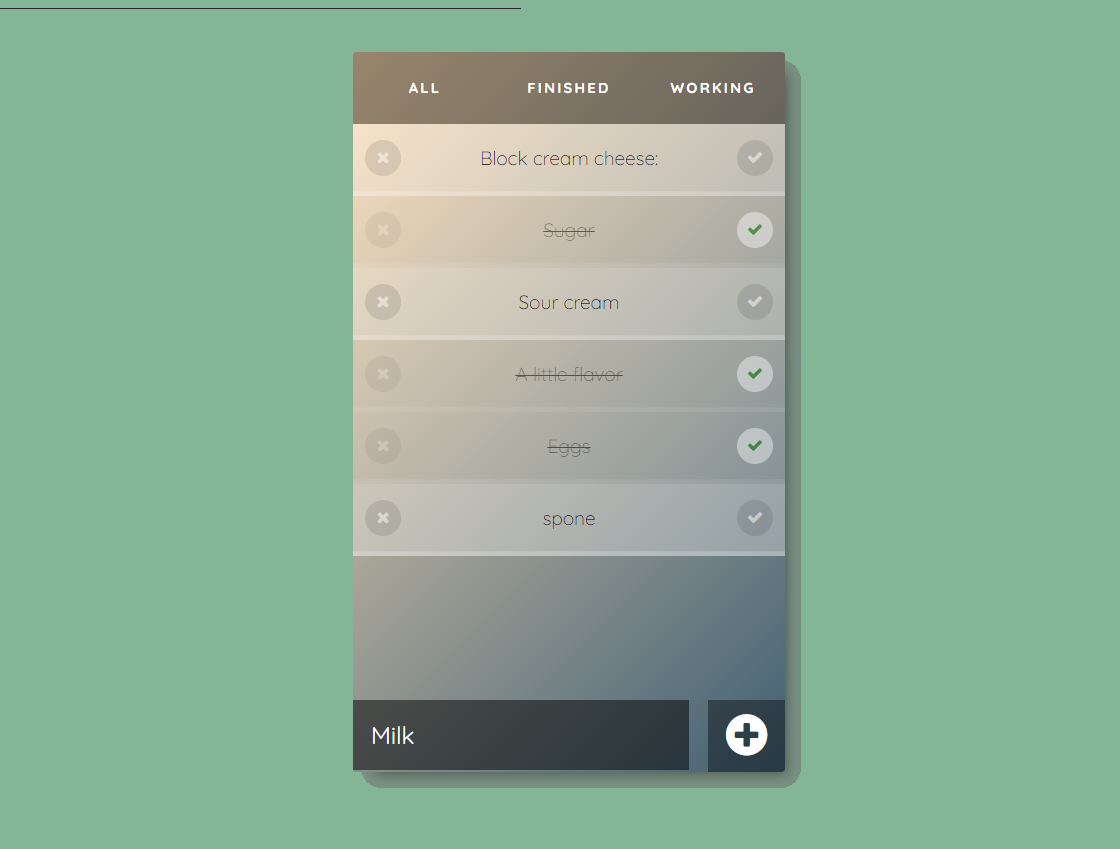 ALL FINISHED WORKING
Block cream cheese:
Sugar
Sour cream
A little flavor
Eggs
spone
Milk